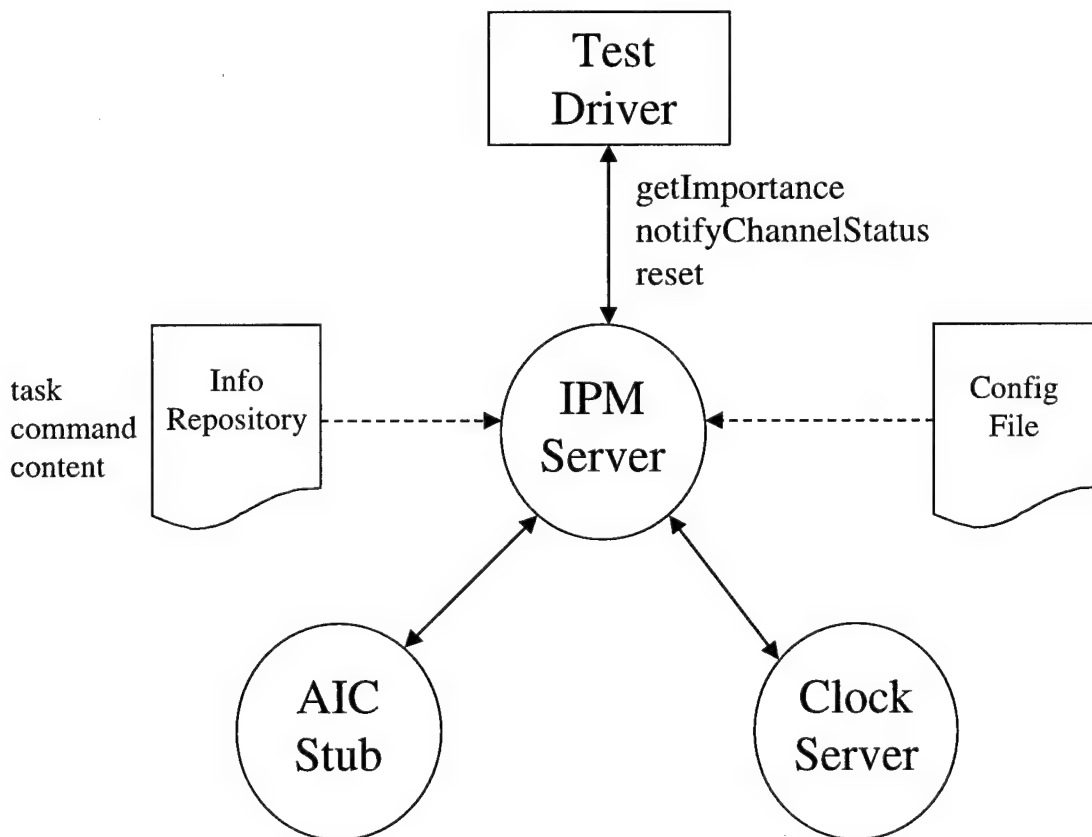 Test
Driver
getImportance
notifyChannelStatus
reset
task
command
content
Info
Repository
IPM
Server
Config
File
AIC
Stub
Clock
Server